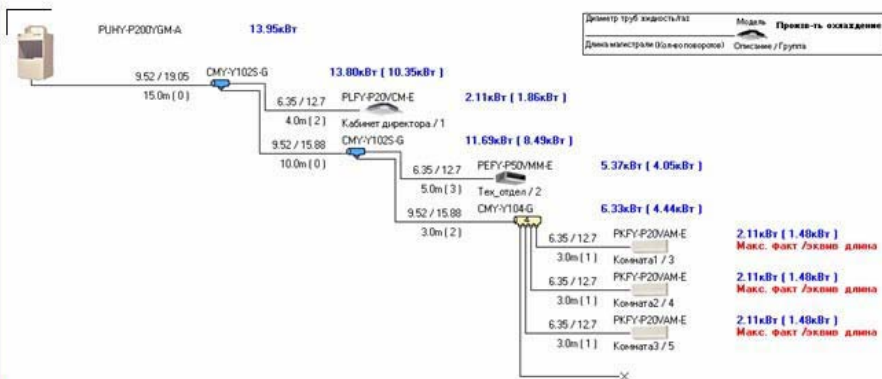 PUHY-P200YGM-A 13.95кВт
Диаметр труб жидкость/газ Модель Произв-ть охлаждение
Длина магистрали (Кол-во поворотов) Описание / Группа
9.52 / 19.05 CMY-Y102S-G 13.80кВт ( 10.35кВт )
15.0m ( 0 )
6.35 / 12.7 PLFY-P20VCM-E 2.11кВт ( 1.86кВт )
4.0m ( 2 ) Кабинет директора / 1
9.52 / 15.88 CMY-Y102S-G 11.69кВт ( 8.49кВт )
10.0m ( 0 )
6.35 / 12.7 PEFY-P50VMM-E 5.37кВт ( 4.05кВт )
5.0m ( 3 ) Тех_отдел / 2
9.52 / 15.88 CMY-Y104-G 6.33кВт ( 4.44кВт )
3.0m ( 2 ) 4
6.35 / 12.7 PKFY-P20VAM-E 2.11кВт ( 1.48кВт )
Макс. факт /эквив длина
3.0m ( 1 ) Комната1 / 3
6.35 / 12.7 PKFY-P20VAM-E 2.11кВт ( 1.48кВт )
Макс. факт /эквив длина
3.0m ( 1 ) Комната2 / 4
6.35 / 12.7 PKFY-P20VAM-E 2.11кВт ( 1.48кВт )
Макс. факт /эквив длина
3.0m ( 1 ) Комната3 / 5